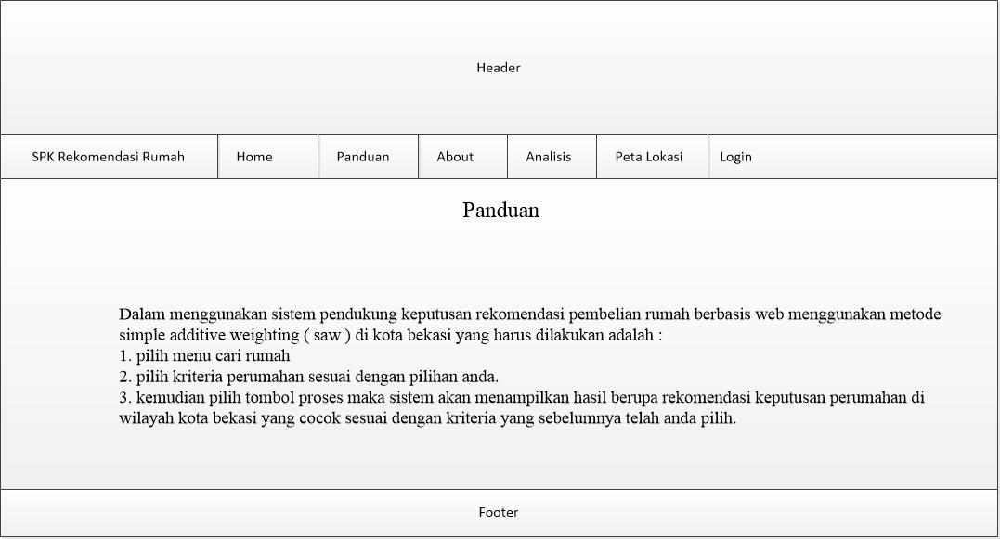 Header
SPK Rekomendasi Rumah Home Panduan About Analisis Peta Lokasi Login
Panduan
Dalam menggunakan sistem pendukung keputusan rekomendasi pembelian rumah berbasis web menggunakan metode
simple additive weighting ( saw ) di kota bekasi yang harus dilakukan adalah :
1. pilih menu cari rumah
2. pilih kriteria perumahan sesuai dengan pilihan anda.
3. kemudian pilih tombol proses maka sistem akan menampilkan hasil berupa rekomendasi keputusan perumahan di
wilayah kota bekasi yang cocok sesuai dengan kriteria yang sebelumnya telah anda pilih.
Footer